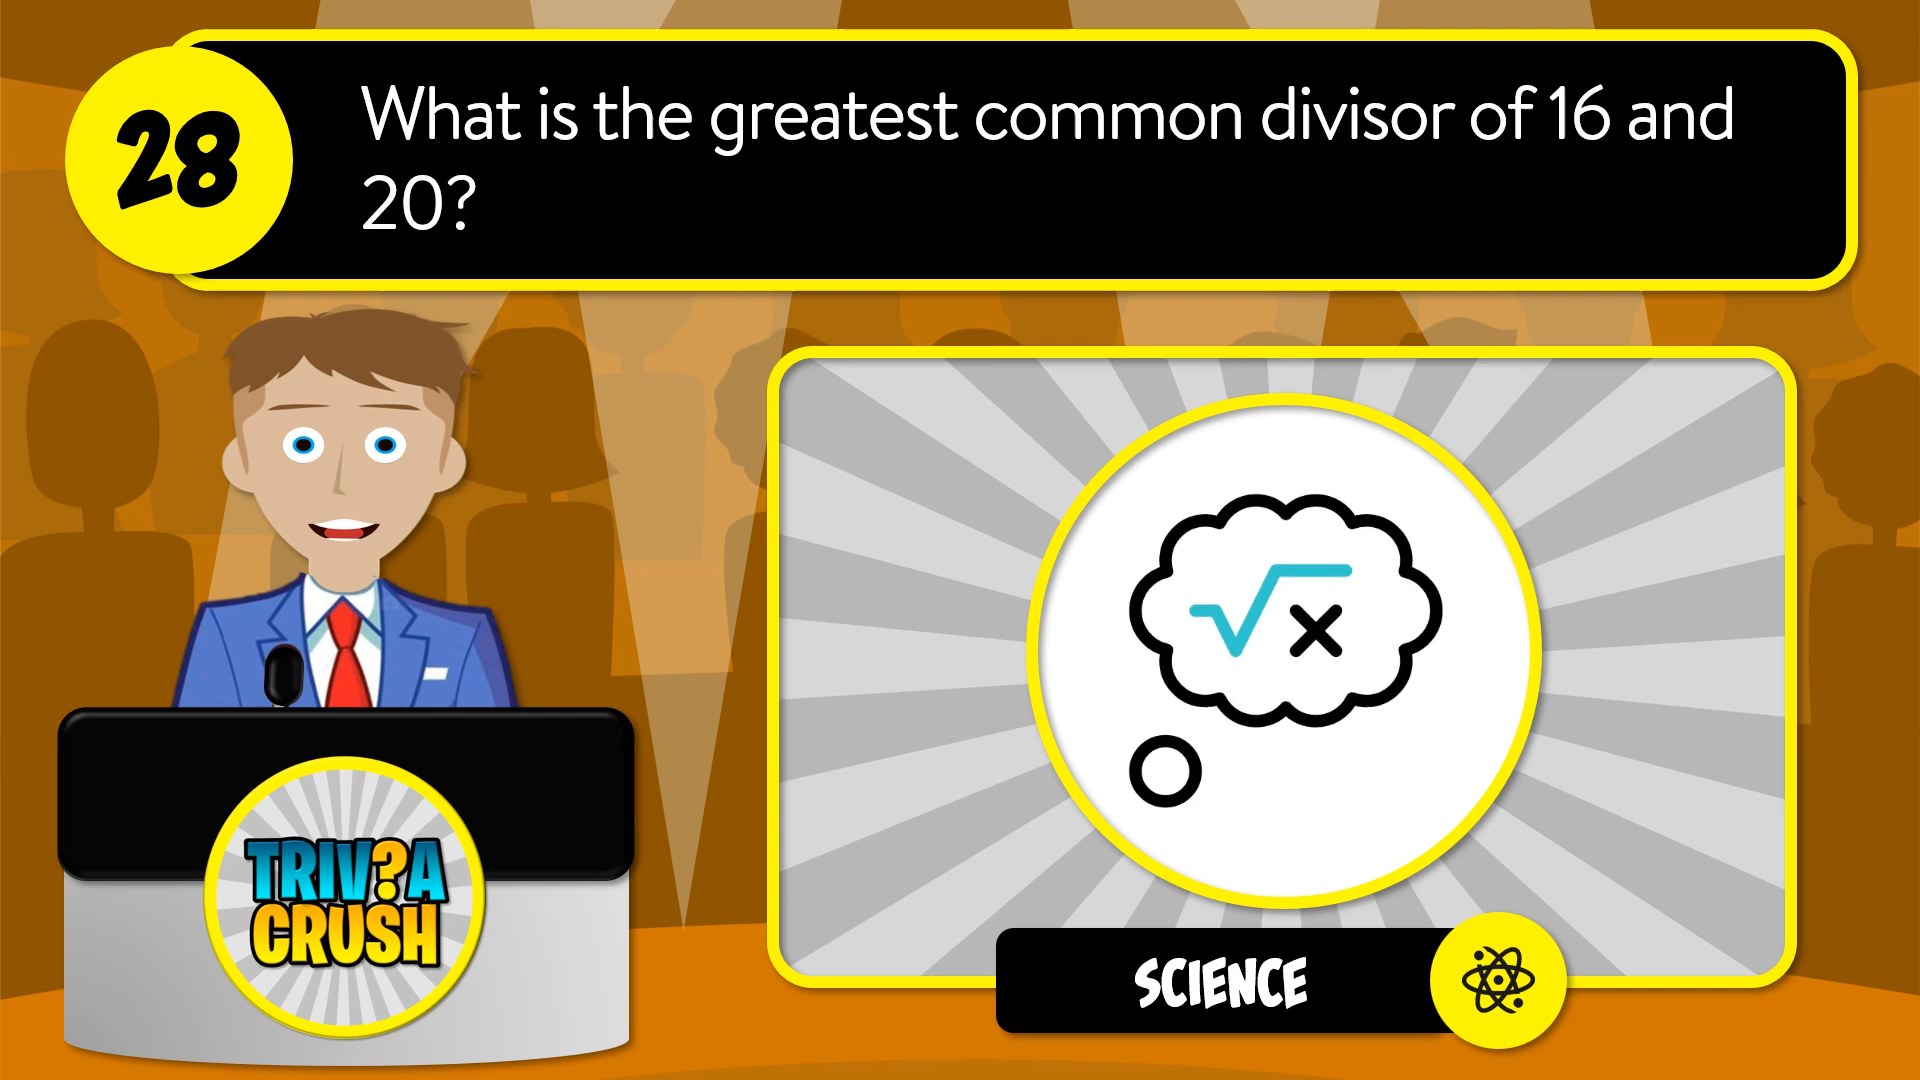 28
What is the greatest common divisor of 16 and
20?
√x
TRIV?A
CRUSH
SCIENCE